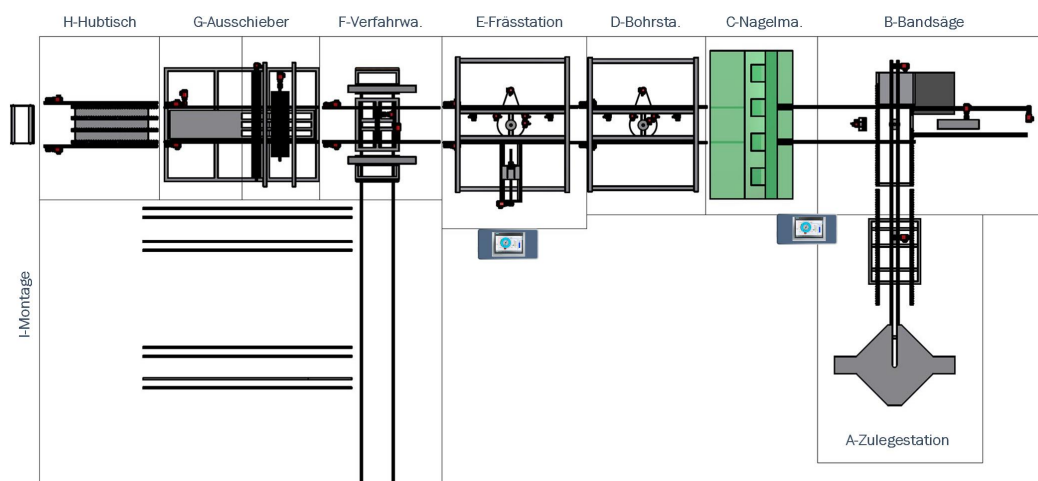 H-Hubtisch
G-Ausschieber
F-Verfahrwa.
E-Frässtation
D-Bohrsta.
C-Nagelma.
B-Bandsäge
I-Montage
A-Zulegestation